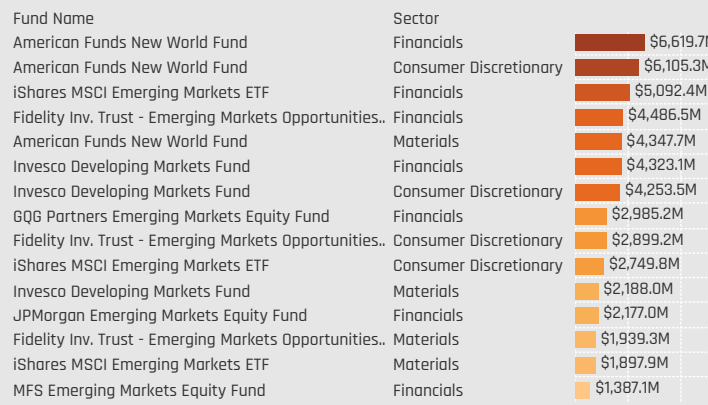 Fund Name Sector
American Funds New World Fund Financials $6,619.7M
American Funds New World Fund Consumer Discretionary $6,105.3M
iShares MSCI Emerging Markets ETF Financials $5,092.4M
Fidelity Inv. Trust - Emerging Markets Opportunities.. Financials $4,486.5M
American Funds New World Fund Materials $4,347.7M
Invesco Developing Markets Fund Financials $4,323.1M
Invesco Developing Markets Fund Consumer Discretionary $4,253.5M
GQG Partners Emerging Markets Equity Fund Financials $2,985.2M
Fidelity Inv. Trust - Emerging Markets Opportunities.. Consumer Discretionary $2,899.2M
iShares MSCI Emerging Markets ETF Consumer Discretionary $2,749.8M
Invesco Developing Markets Fund Materials $2,188.0M
JPMorgan Emerging Markets Equity Fund Financials $2,177.0M
Fidelity Inv. Trust - Emerging Markets Opportunities.. Materials $1,939.3M
iShares MSCI Emerging Markets ETF Materials $1,897.9M
MFS Emerging Markets Equity Fund Financials $1,387.1M